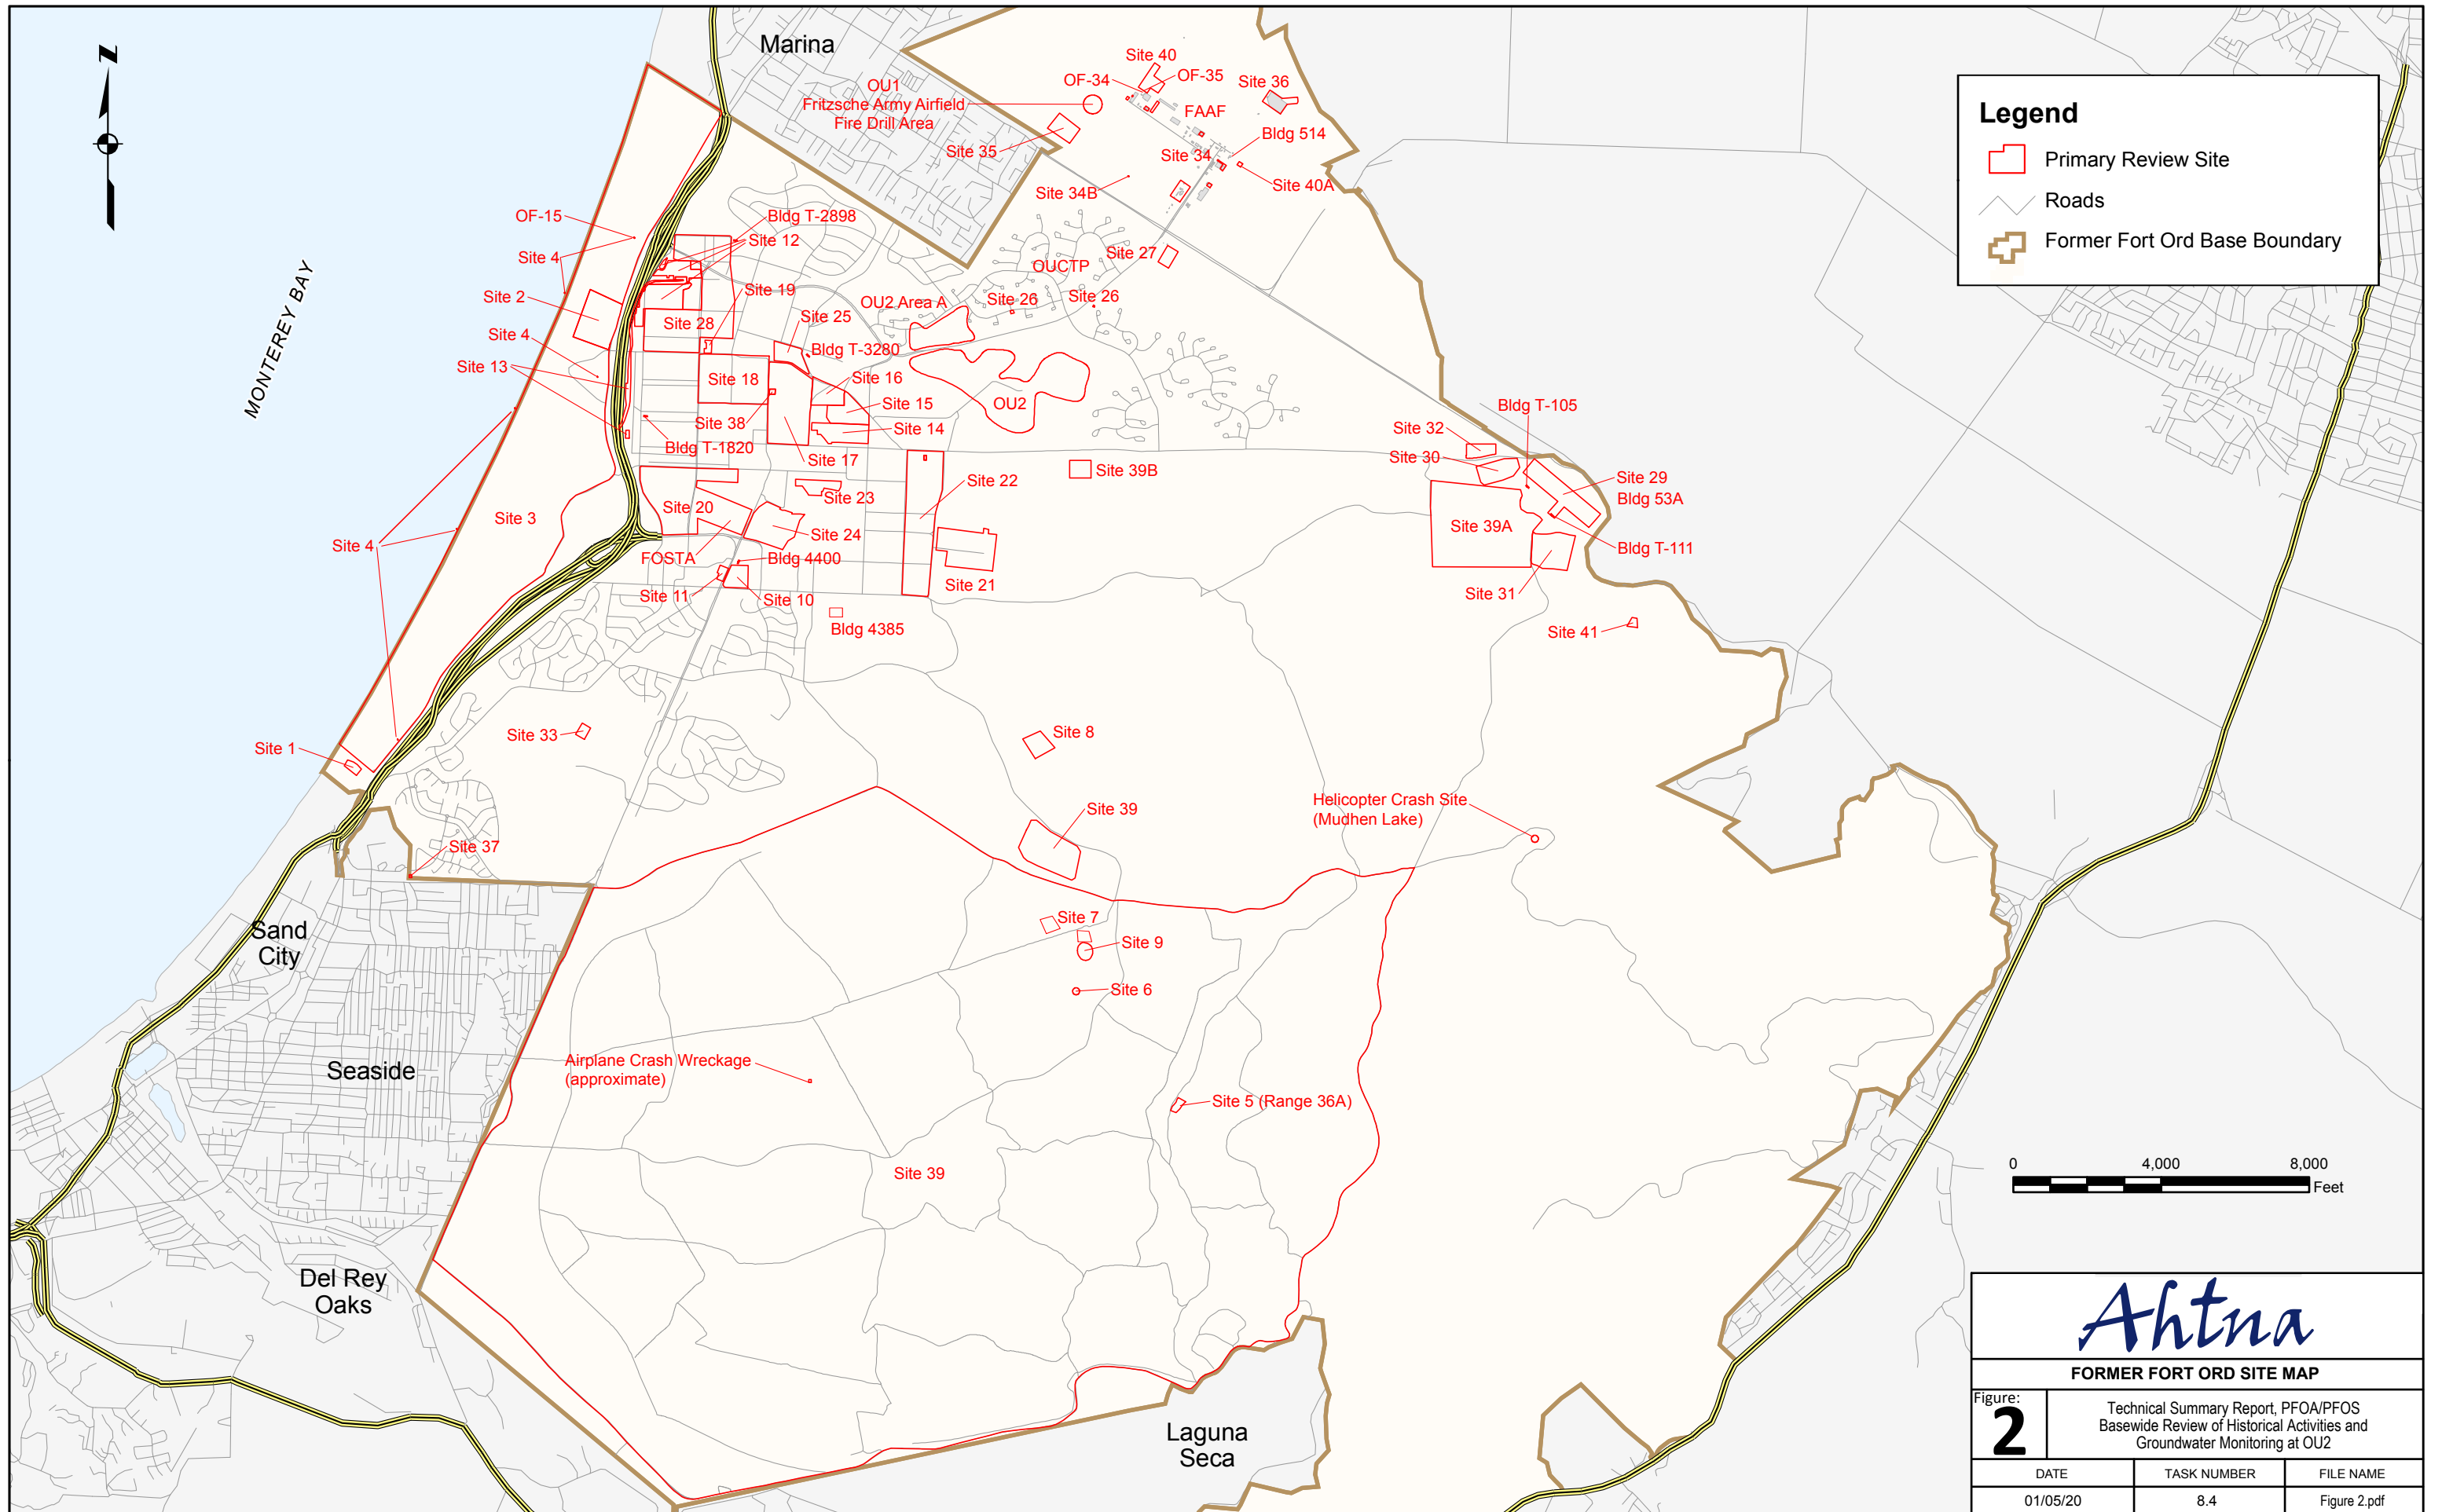 N
Marina
Site 40
OF-34
OF-35
Site 36
OU1
Fritzsche Army Airfield
Fire Drill Area
FAAF
Bldg 514
Site 35
Site 34
Site 40A
Site 34B
Legend
Primary Review Site
Roads
Former Fort Ord Base Boundary
OF-15
Bldg T-2898
Site 12
Site 4
Site 27
OUCTP
MONTEREY BAY
Site 2
Site 19
OU2 Area A
Site 26
Site 26
Site 28
Site 25
Site 4
Bldg T-3280
Site 13
Site 18
Site 16
Site 15
OU2
Bldg T-105
Site 38
Site 14
Site 32
Bldg T-1820
Site 17
Site 30
Site 39B
Site 29
Bldg 53A
Site 22
Site 23
Site 20
Site 3
Site 39A
Site 24
Site 4
FOSTA
Bldg 4400
Bldg T-111
Site 21
Site 11
Site 10
Site 31
Bldg 4385
Site 41
Site 33
Site 8
Site 1
Helicopter Crash Site
(Mudhen Lake)
Site 39
Site 37
Site 7
Sand
City
Site 9
Site 6
Airplane Crash Wreckage
(approximate)
Seaside
Site 5 (Range 36A)
Site 39
0 4,000 8,000
Feet
Del Rey
Oaks
Laguna
Seca
Ahtna
FORMER FORT ORD SITE MAP
Figure:
2
Technical Summary Report, PFOA/PFOS
Basewide Review of Historical Activities and
Groundwater Monitoring at OU2
DATE TASK NUMBER FILE NAME
01/05/20 8.4 Figure 2.pdf